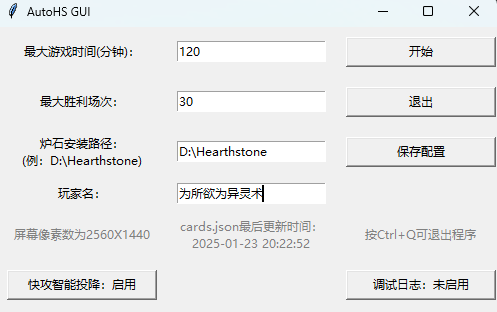 AutoHS GUI
最大游戏时间(分钟)：
120
开始
最大胜利场次：
30
退出
炉石安装路径：
(例：D:\Hearthstone)
D:\Hearthstone
保存配置
玩家名：
为所欲为异灵术
屏幕像素数为2560X1440
cards.json最后更新时间：
2025-01-23 20:22:52
按Ctrl+Q可退出程序
快攻智能投降：启用
调试日志：未启用